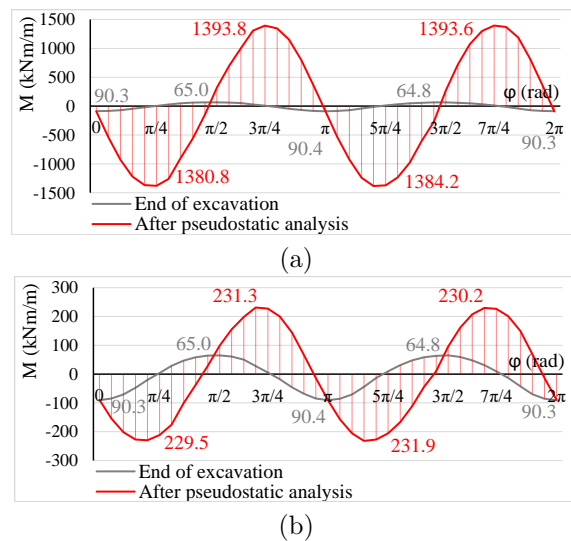 1500
1393.8
1393.6
1000
M (kNm/m)
500
90.3
65.0
64.8
φ (rad)
0
0 π/4 π/2 3π/4 π 5π/4 3π/2 7π/4 2π
-500
90.4
90.3
-1000
1380.8
1384.2
-1500
End of excavation
After pseudostatic analysis
(a)
300
231.3
230.2
200
M (kNm/m)
100
65.0
64.8
φ (rad)
0
0 π/4 π/2 3π/4 π 5π/4 3π/2 7π/4 2π
-100
90.3
90.4
90.3
-200
229.5
231.9
-300
End of excavation
After pseudostatic analysis
(b)